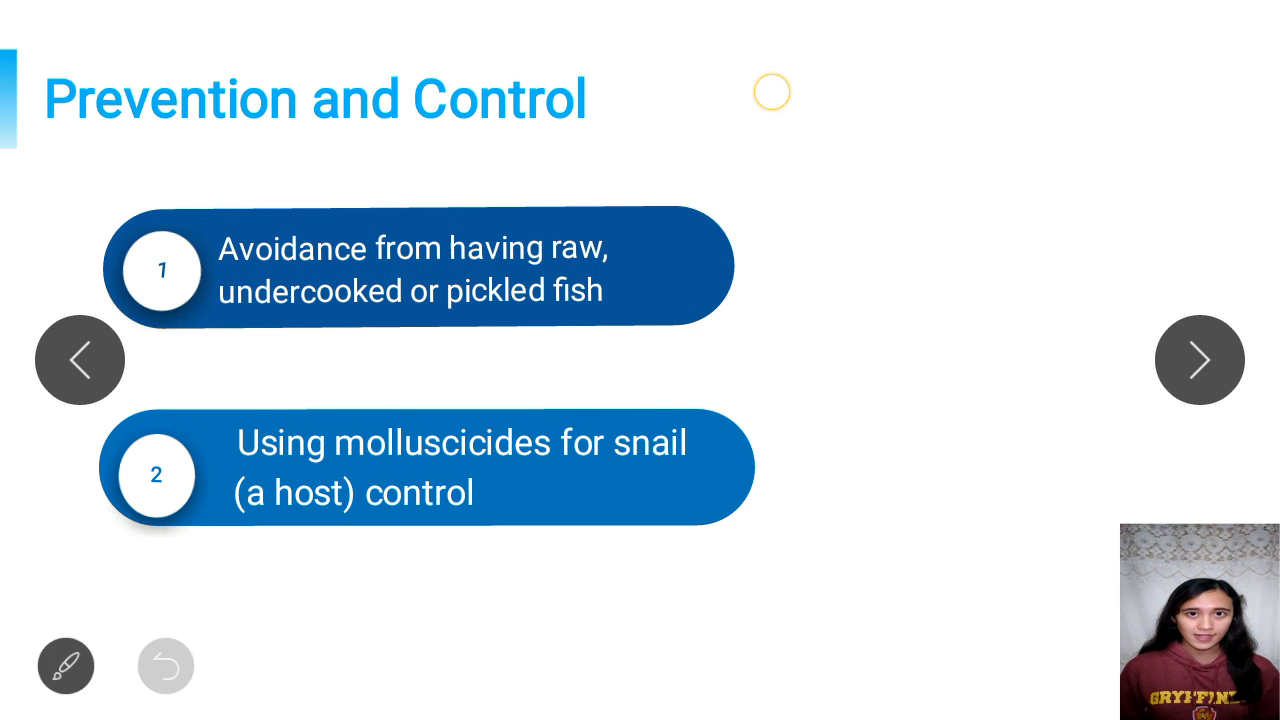 Prevention and Control
1
Avoidance from having raw,
undercooked or pickled fish
2
Using molluscicides for snail
(a host) control